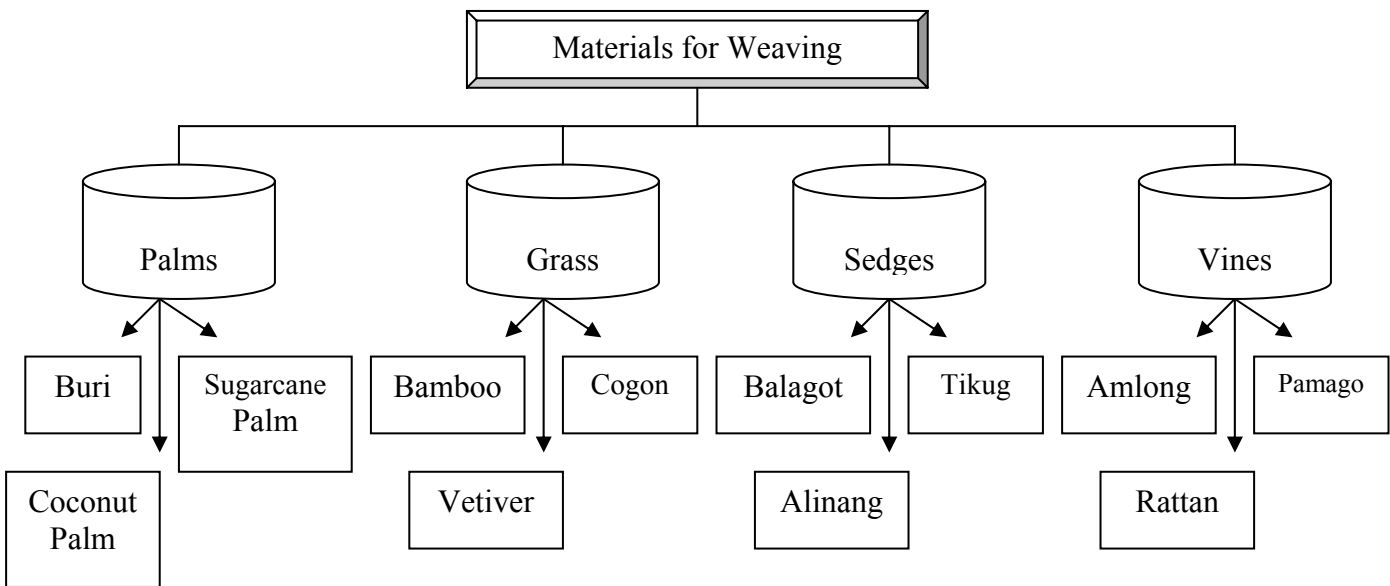 Materials for Weaving
Palms
Grass
Sedges
Vines
Buri
Sugarcane
Palm
Bamboo
Cogon
Balagot
Tikug
Amlong
Pamago
Coconut
Palm
Vetiver
Alinang
Rattan